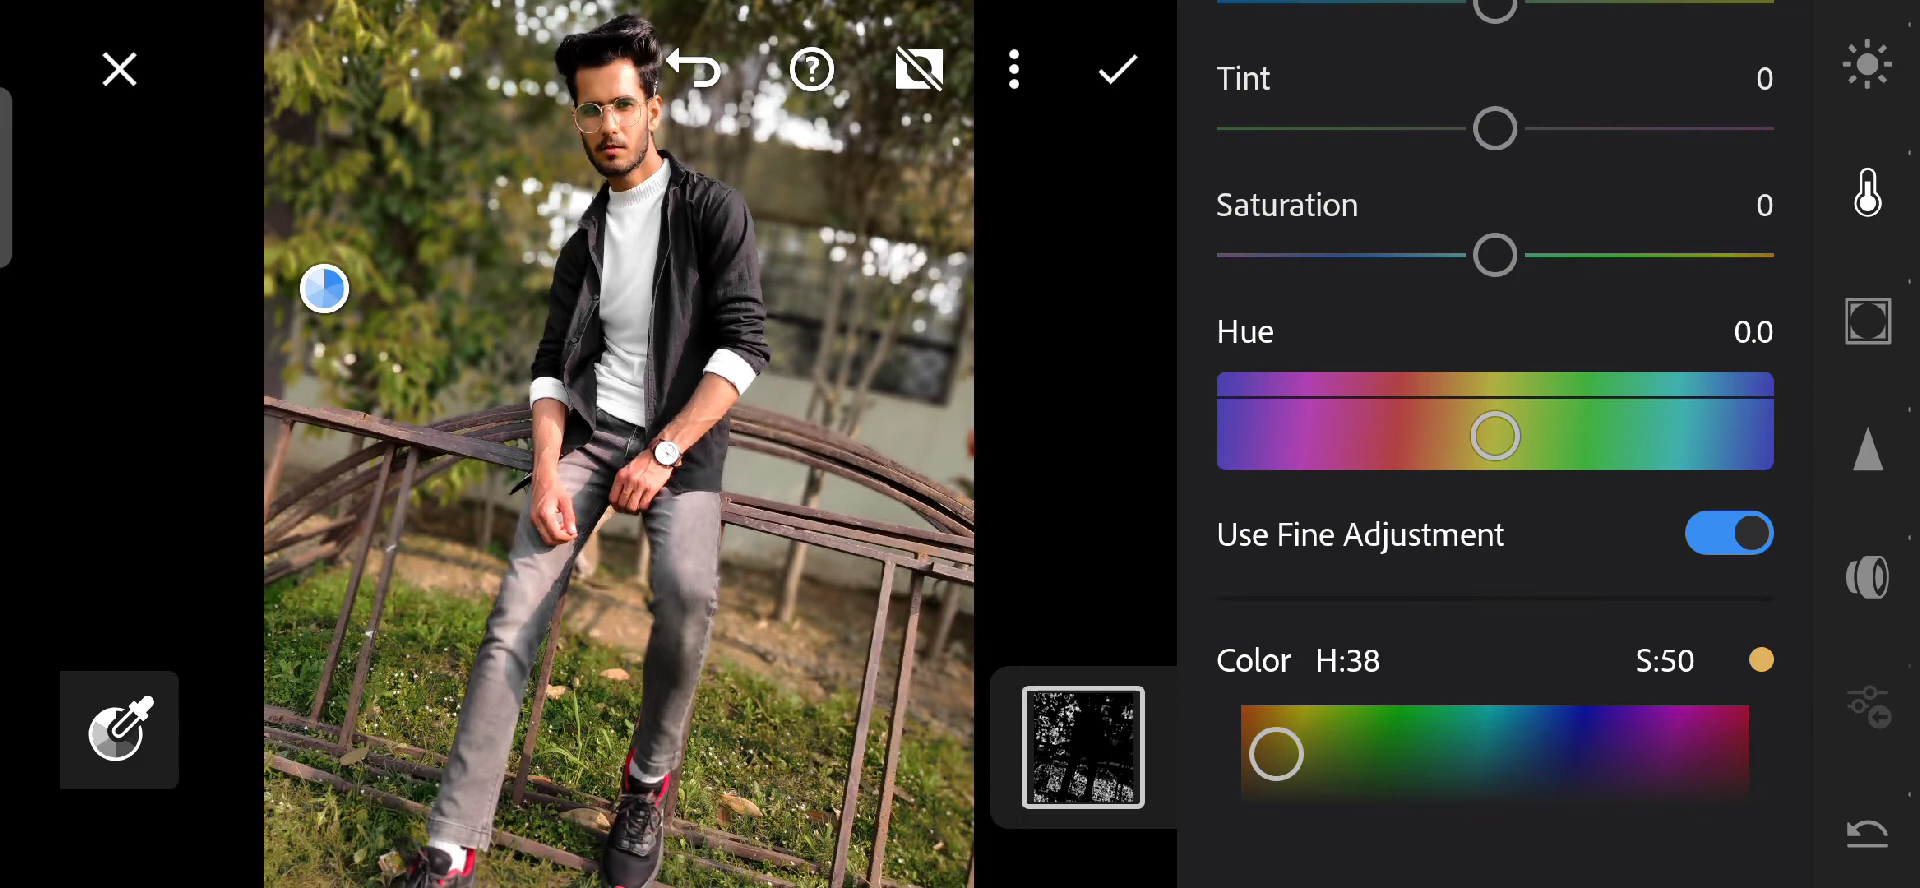 Tint 0
Saturation 0
Hue 0.0
Use Fine Adjustment
Color H:38 S:50